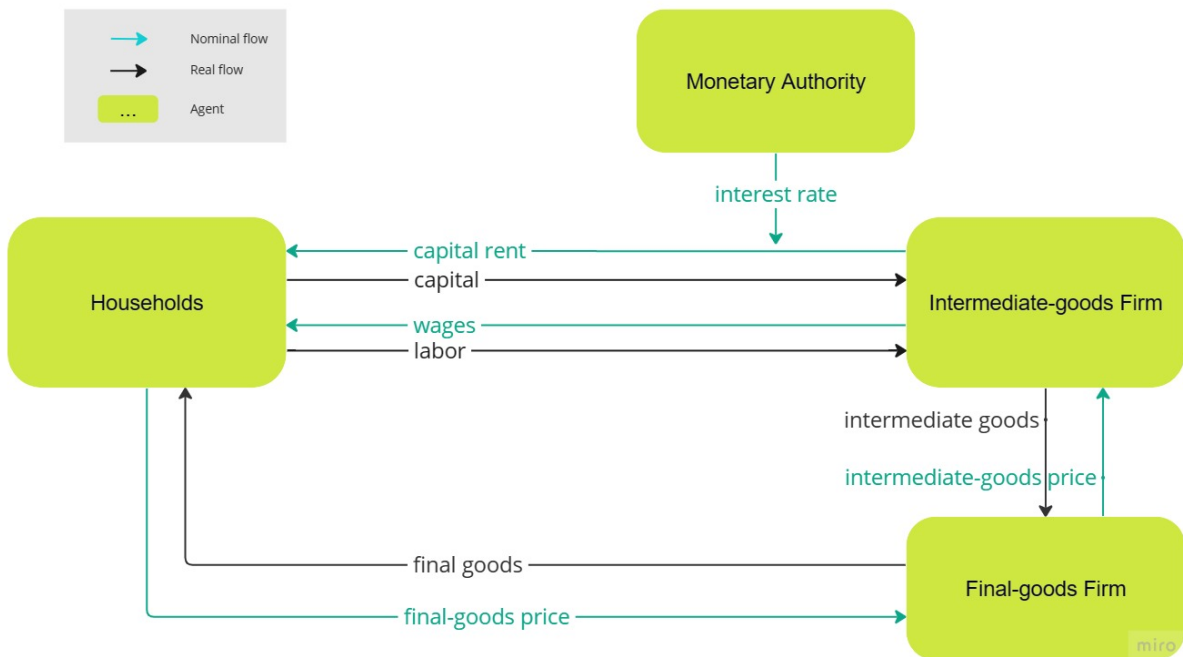 Nominal flow
Real flow
...
Agent
Monetary Authority
interest rate
capital rent
capital
Households
Intermediate-goods Firm
wages
labor
intermediate goods
intermediate-goods price
final goods
Final-goods Firm
final-goods price
miro